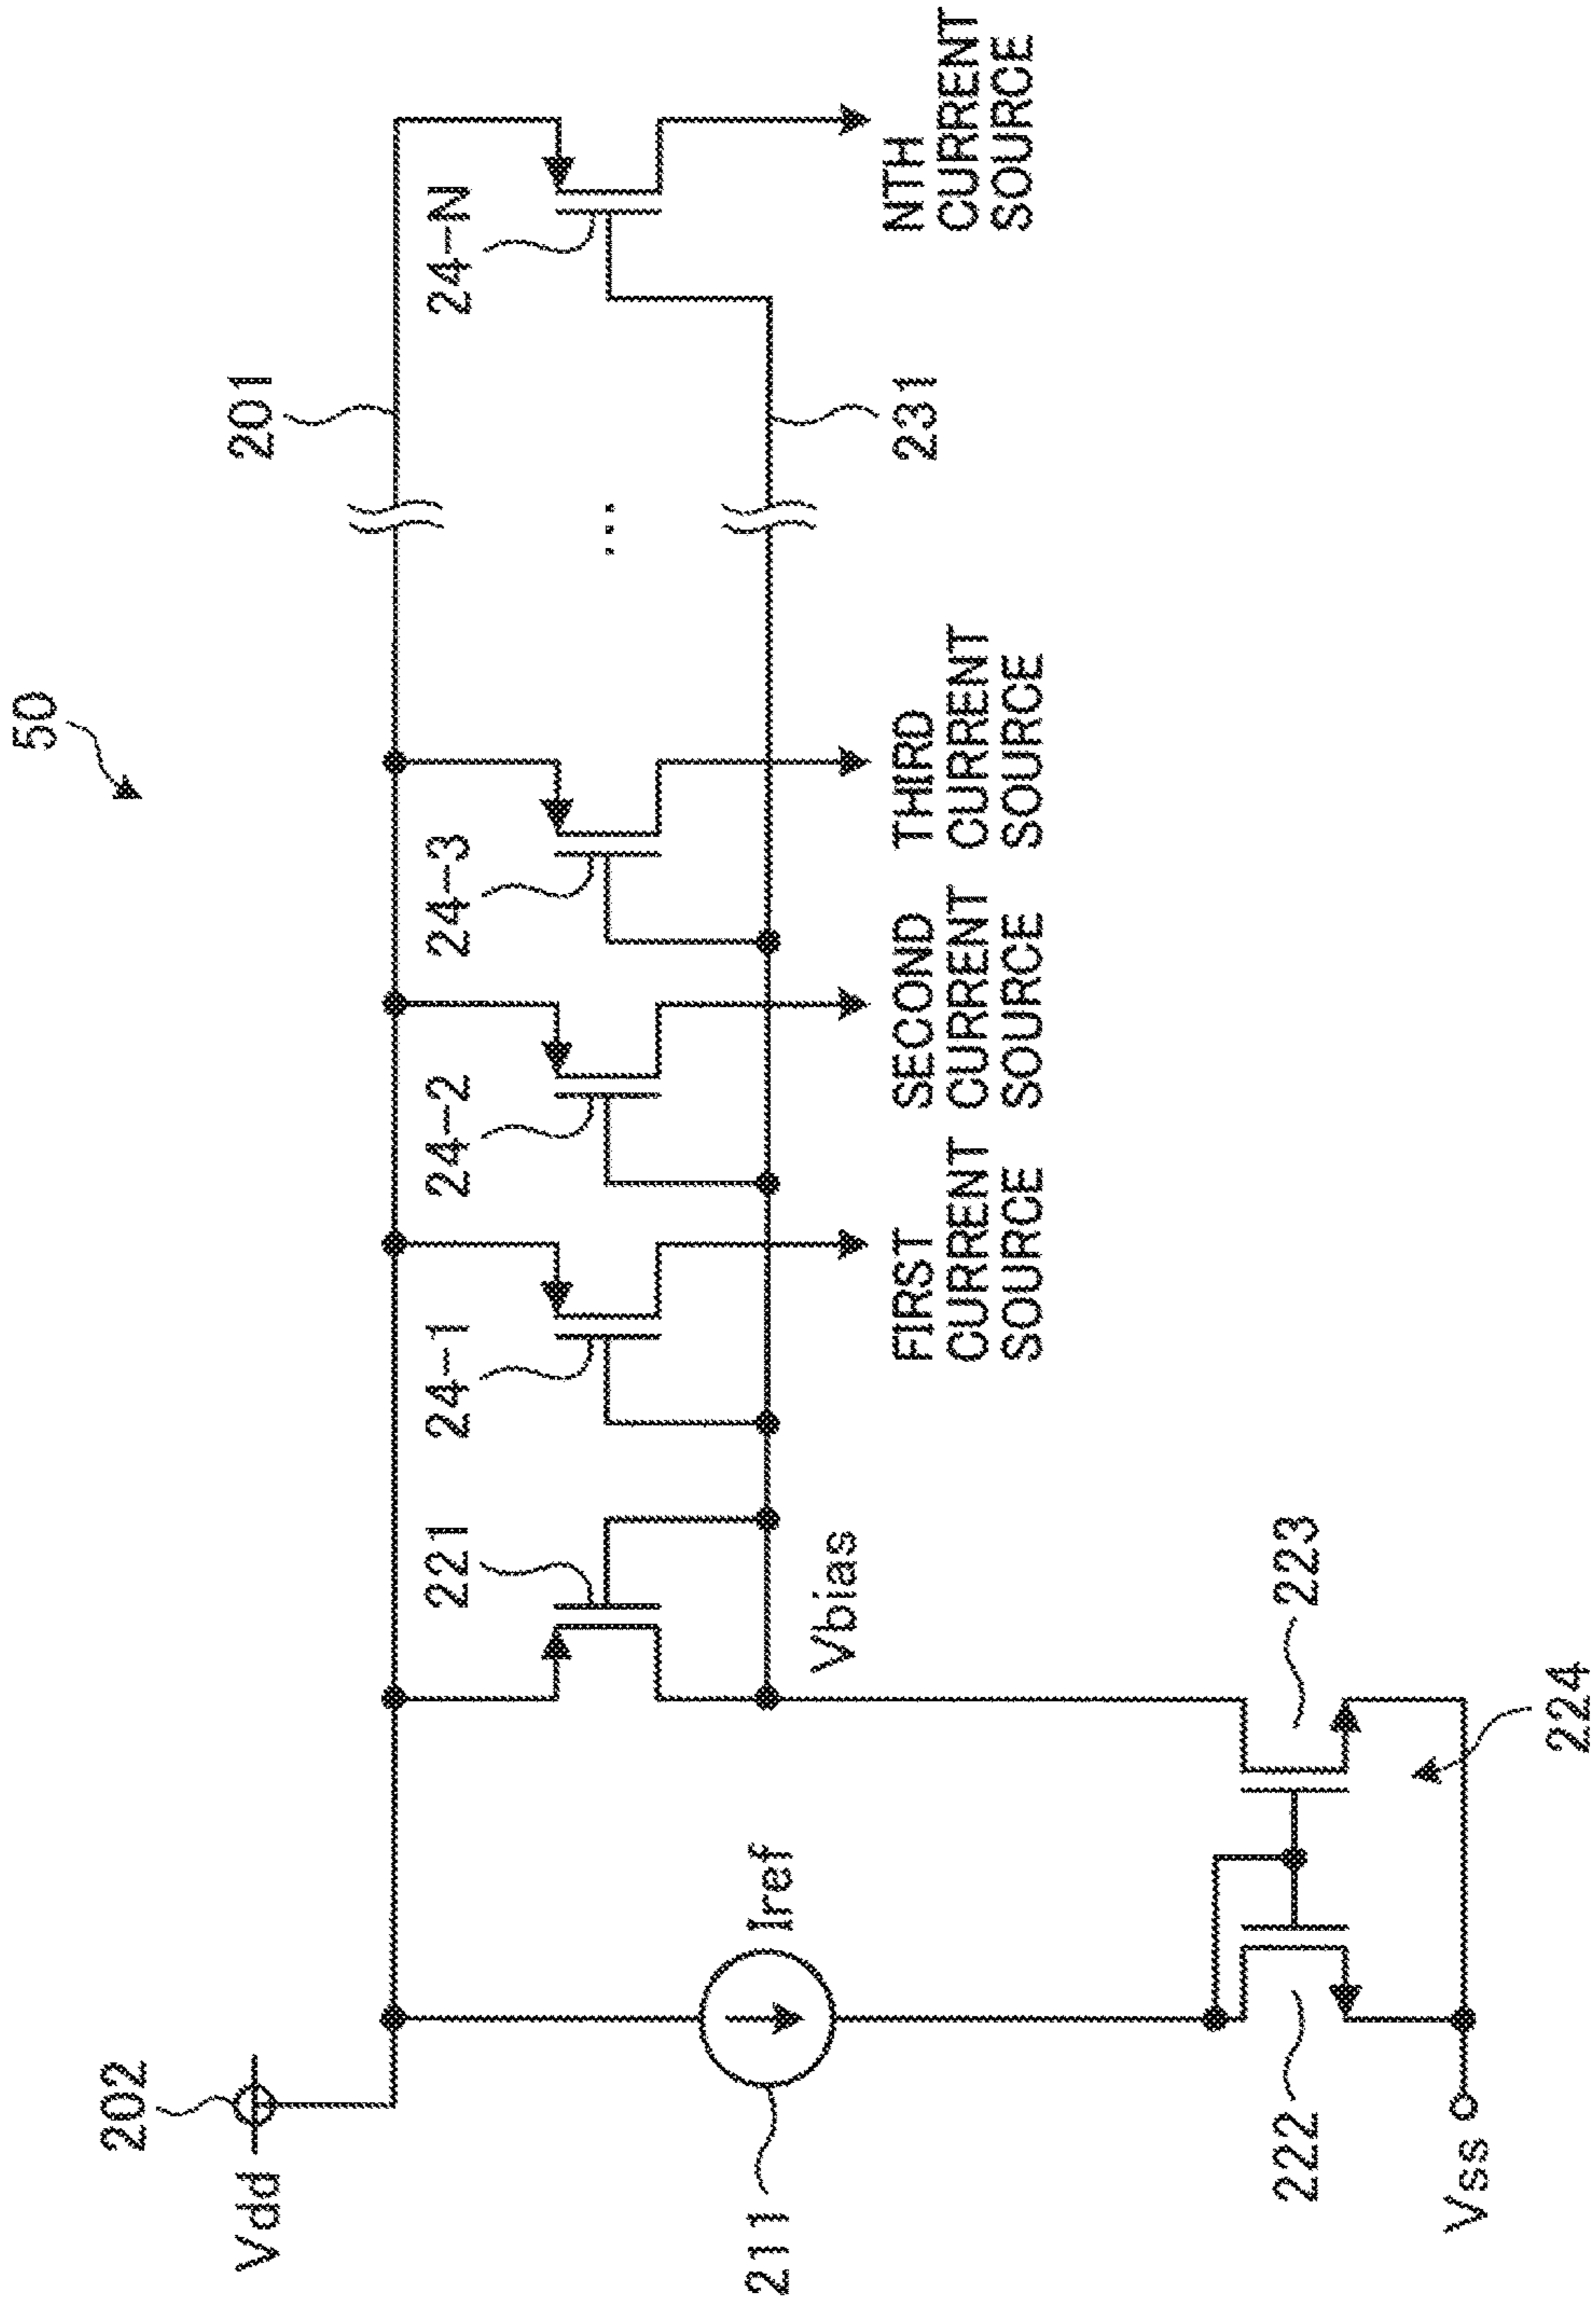 50
201
202
Vdd
221
24-1
24-2
24-3
24-N
...
231
211
Iref
Vbias
FIRST
CURRENT
SOURCE
SECOND
CURRENT
SOURCE
THIRD
CURRENT
SOURCE
NTH
CURRENT
SOURCE
222
223
224
Vss